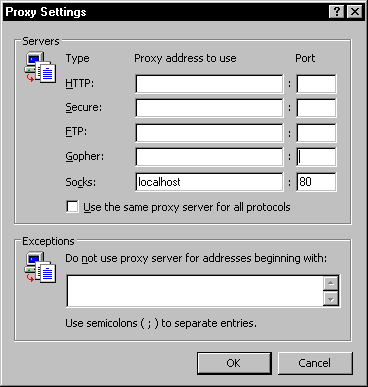 Proxy Settings
Servers
Type Proxy address to use Port
HTTP: :
Secure: :
FTP: :
Gopher: :
Socks: localhost : 80
Use the same proxy server for all protocols
Exceptions
Do not use proxy server for addresses beginning with:
Use semicolons ( ; ) to separate entries.
OK Cancel